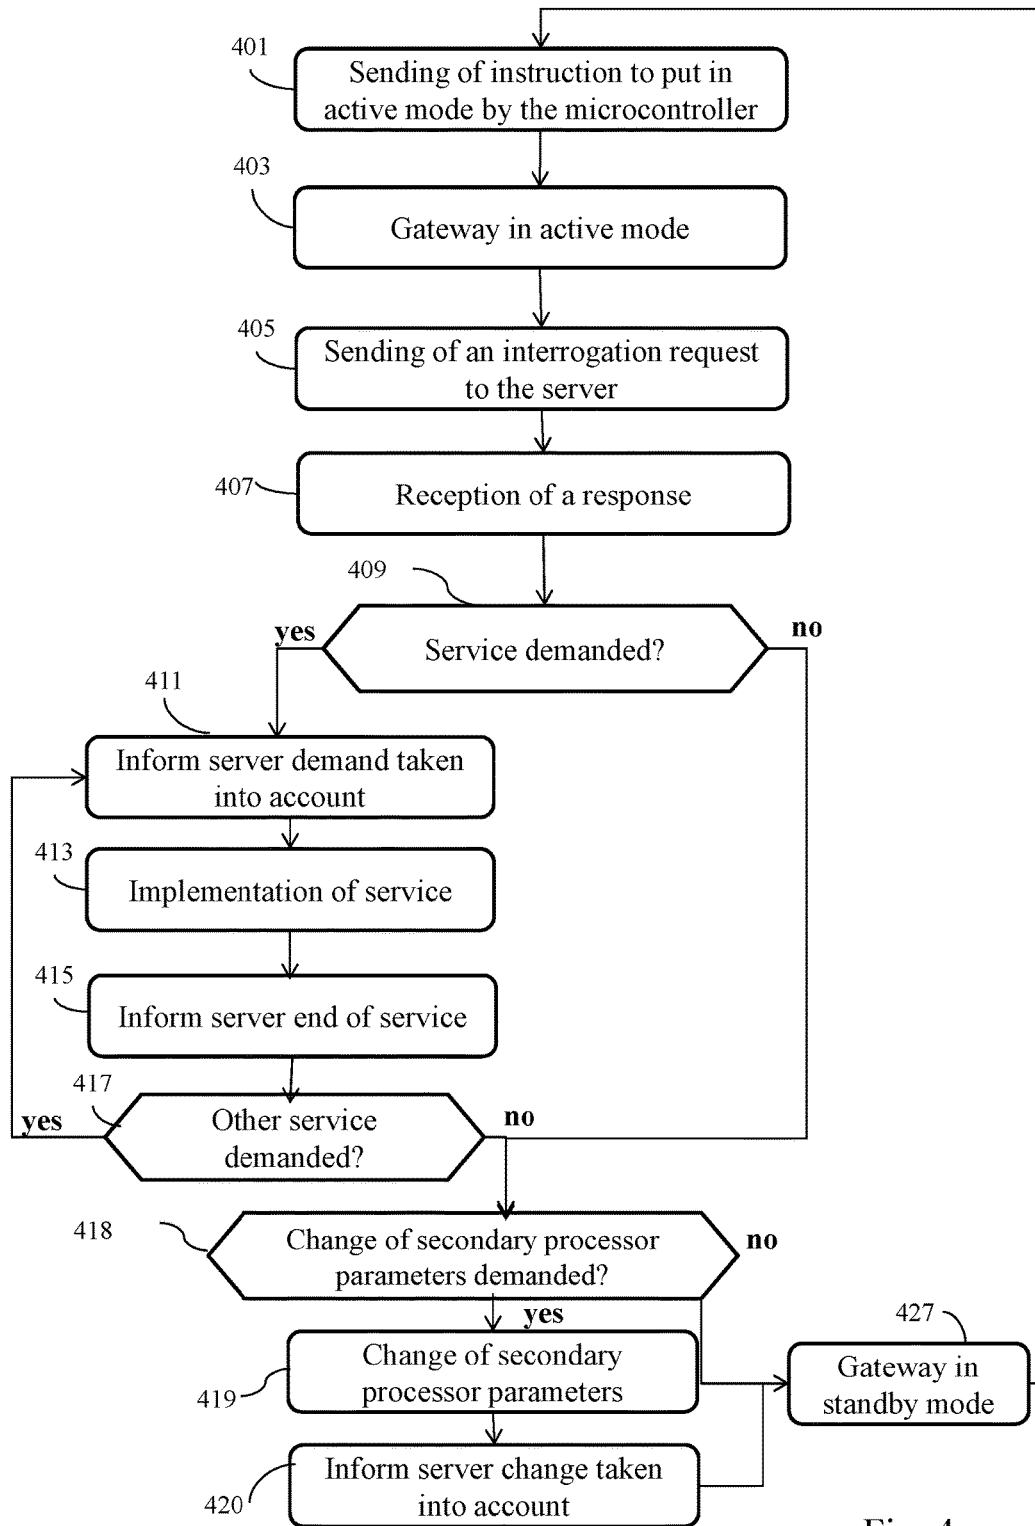 401
Sending of instruction to put in
active mode by the microcontroller
403
Gateway in active mode
405
Sending of an interrogation request
to the server
407
Reception of a response
409
yes
Service demanded?
no
411
Inform server demand taken
into account
413
Implementation of service
415
Inform server end of service
417
yes
Other service
demanded?
no
418
Change of secondary processor
parameters demanded?
no
yes
427
Change of secondary
processor parameters
419
Gateway in
standby mode
Inform server change taken
into account
420